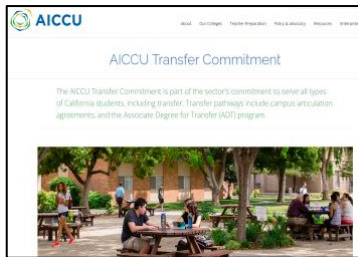 AICCU
About Our Colleges Teacher Preparation Policy & Advocacy Resources Enterprise
AICCU Transfer Commitment
The AICCU Transfer Commitment is part of the sector's commitment to serve all types
of California students, including transfer. Transfer pathways include campus articulation
agreements, and the Associate Degree for Transfer (ADT) program.